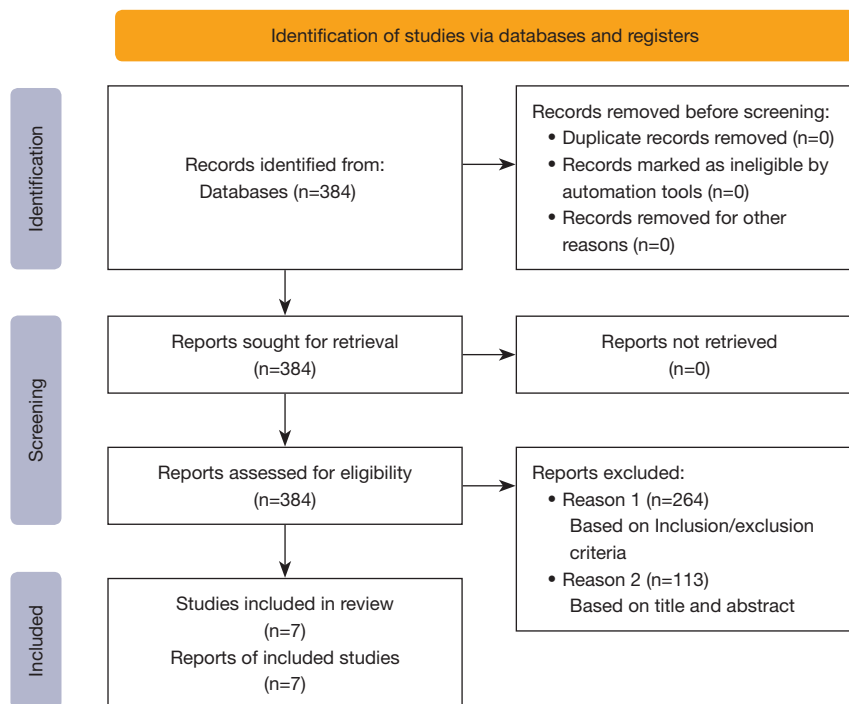 Identification of studies via databases and registers
Identification
Records identified from:
Databases (n=384)
Records removed before screening:
• Duplicate records removed (n=0)
• Records marked as ineligible by
automation tools (n=0)
• Records removed for other
reasons (n=0)
Screening
Reports sought for retrieval
(n=384)
Reports not retrieved
(n=0)
Reports assessed for eligibility
(n=384)
Reports excluded:
• Reason 1 (n=264)
Based on Inclusion/exclusion
criteria
• Reason 2 (n=113)
Based on title and abstract
Included
Studies included in review
(n=7)
Reports of included studies
(n=7)